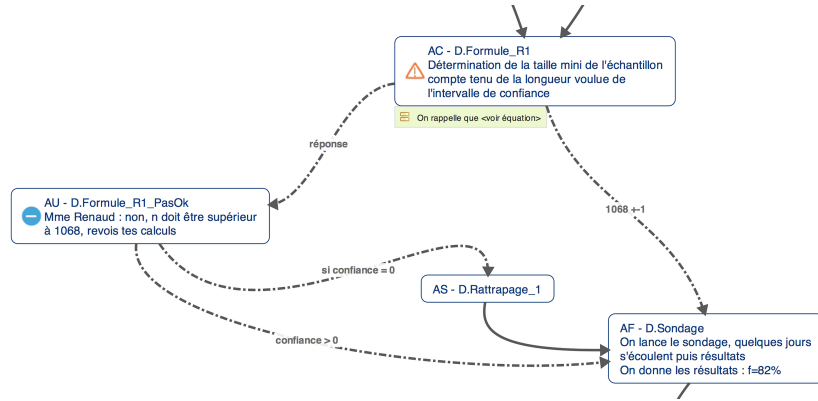 AC - D.Formule_R1
Détermination de la taille mini de l'échantillon
compte tenu de la longueur voulue de
l'intervalle de confiance
On rappelle que <voir équation>
réponse
AU - D.Formule_R1_PasOk
Mme Renaud : non, n doit être supérieur
à 1068, revois tes calculs
1068 +-1
si confiance = 0
AS - D.Rattrapage_1
confiance > 0
AF - D.Sondage
On lance le sondage, quelques jours
s'écoulent puis résultats
On donne les résultats : f=82%